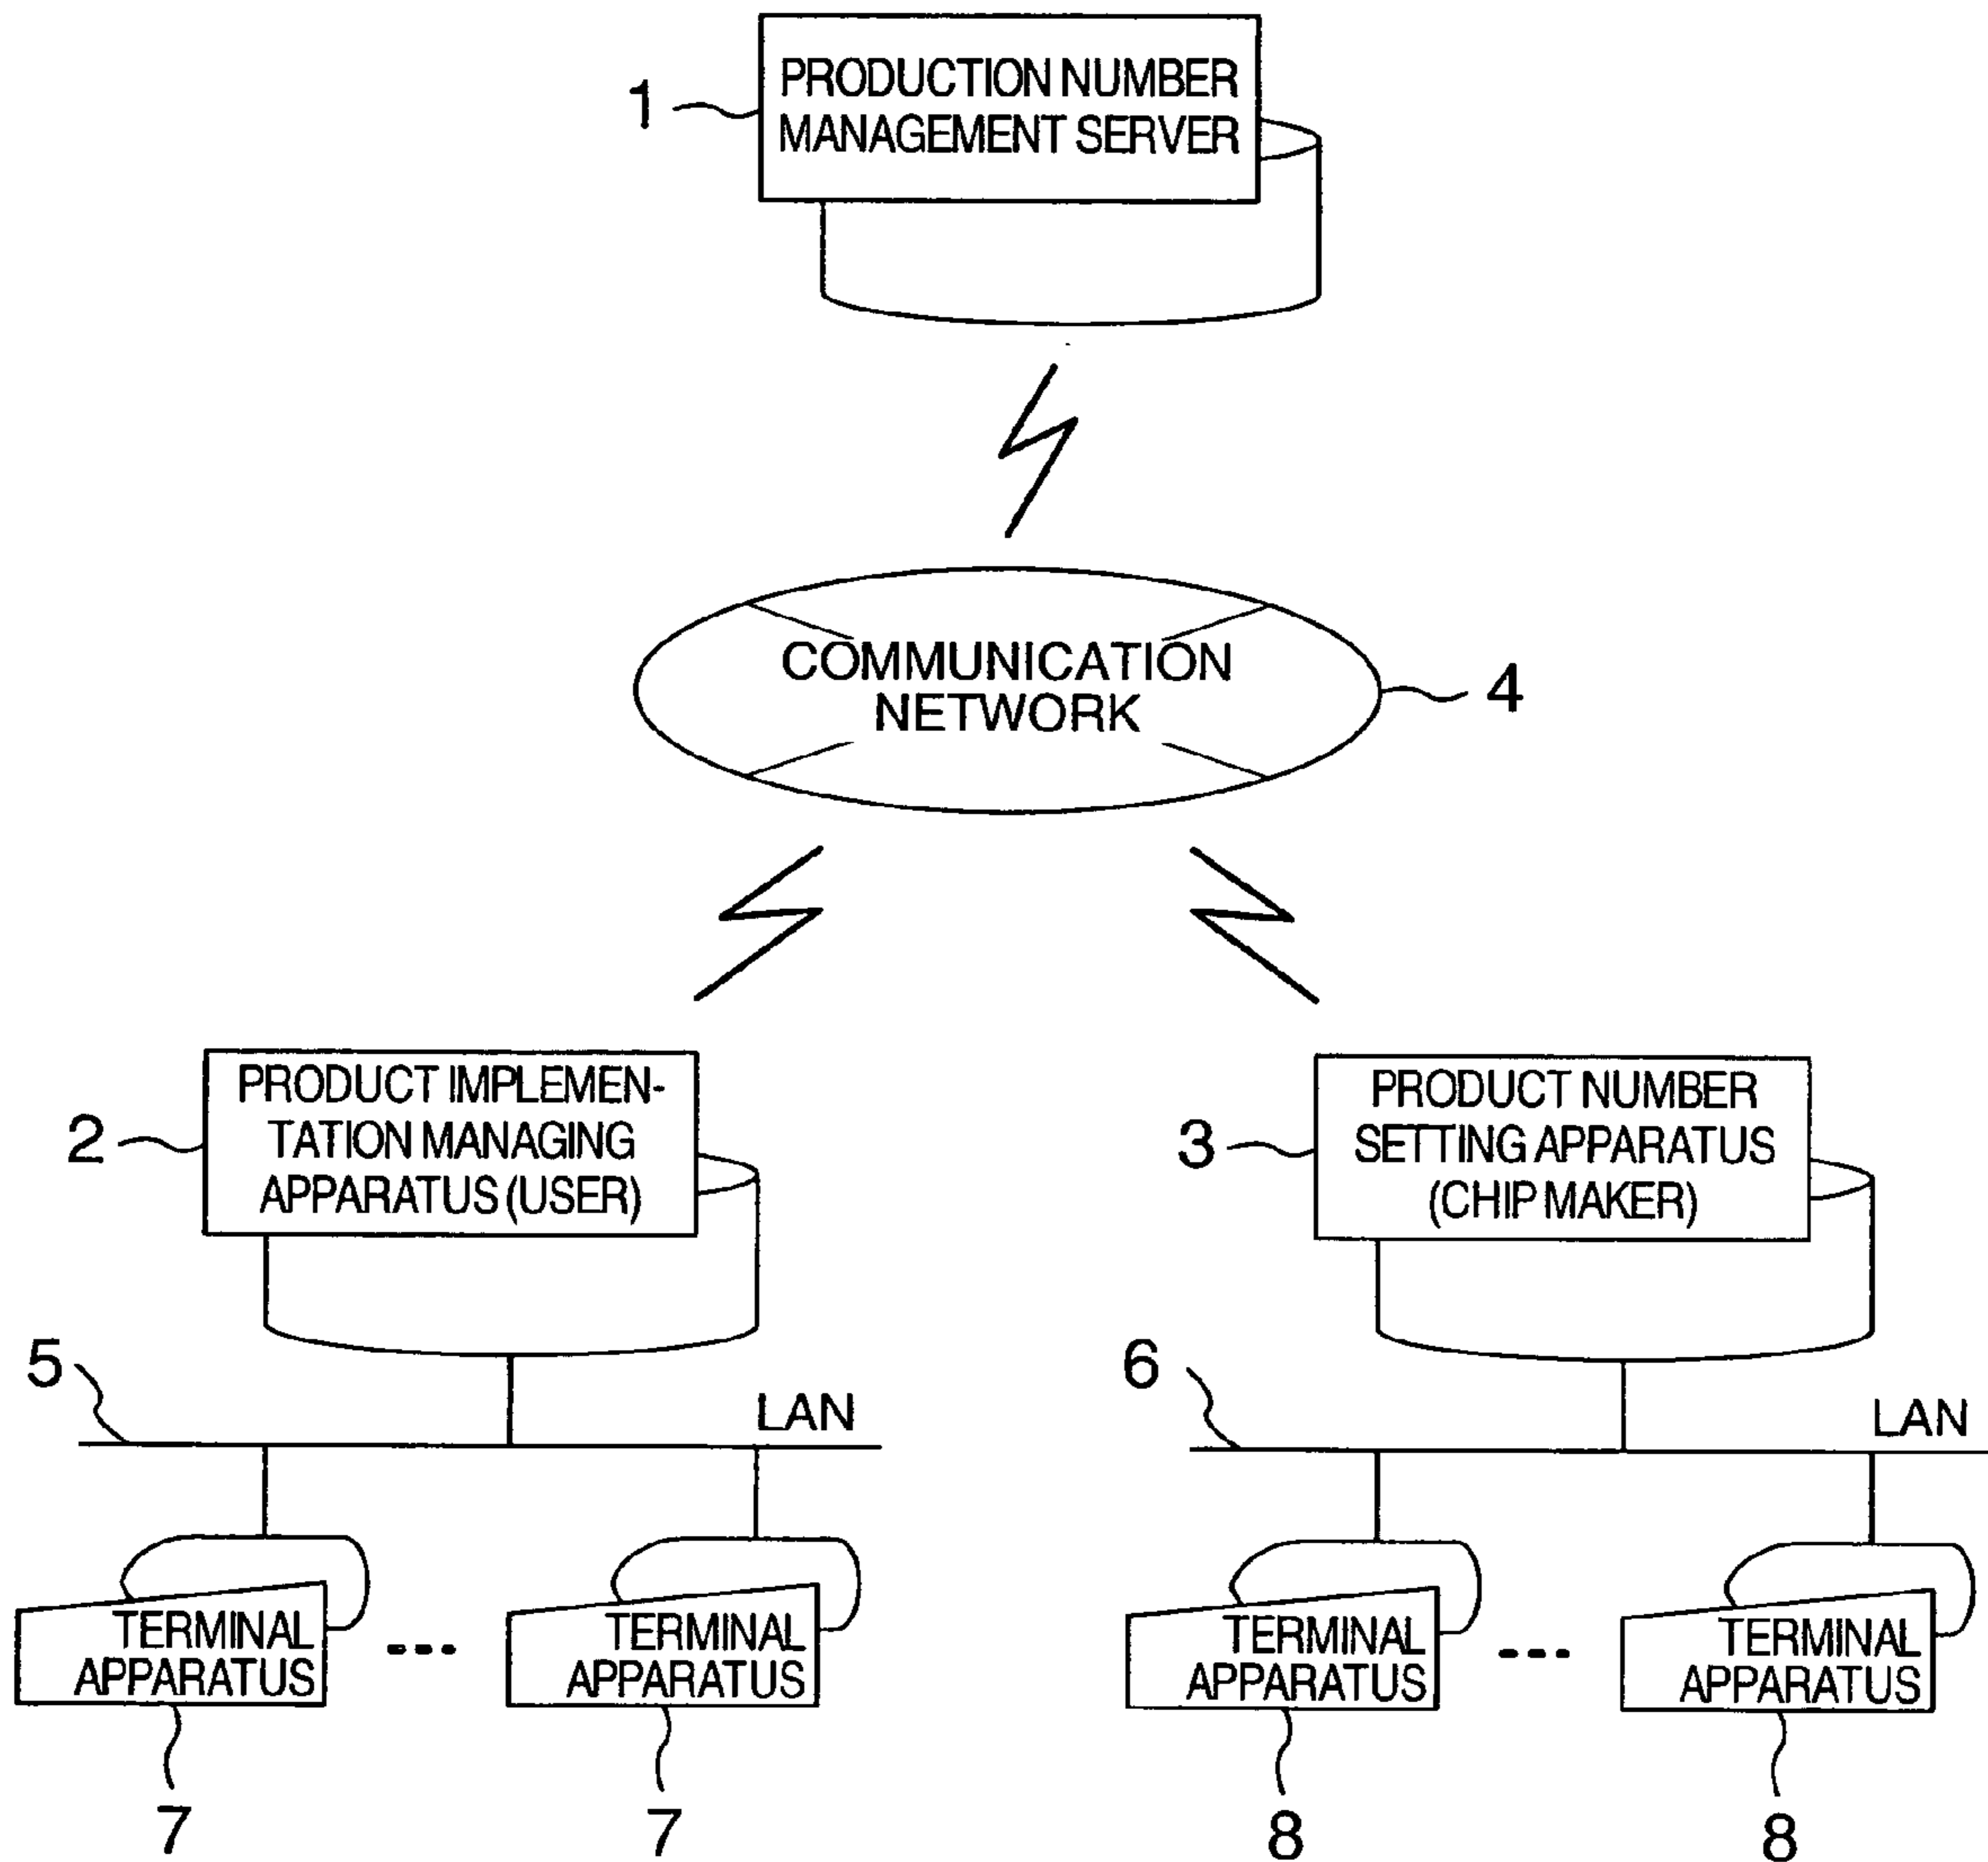 PRODUCTION NUMBER
MANAGEMENT SERVER
1
COMMUNICATION
NETWORK
4
PRODUCT IMPLEMEN-
TATION MANAGING
APPARATUS (USER)
2
PRODUCT NUMBER
SETTING APPARATUS
(CHIP MAKER)
3
5
LAN
6
LAN
TERMINAL
APPARATUS
---
TERMINAL
APPARATUS
TERMINAL
APPARATUS
---
TERMINAL
APPARATUS
7
7
8
8